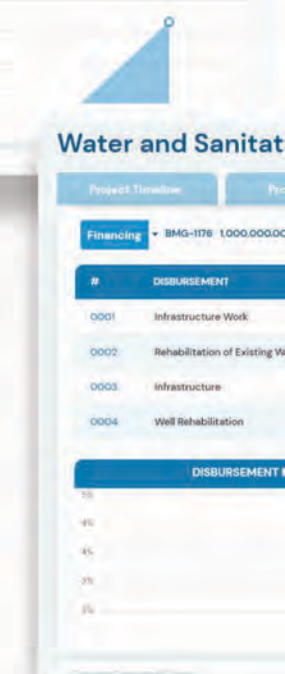 Water and Sanitat
Project Timeline
Financing BMG-1176 1.000.000.00
# DISBURSEMENT
0001 Infrastructure Work
0002 Rehabilitation of Existing W
0003 Infrastructure
0004 Well Rehabilitation
DISBURSEMENT